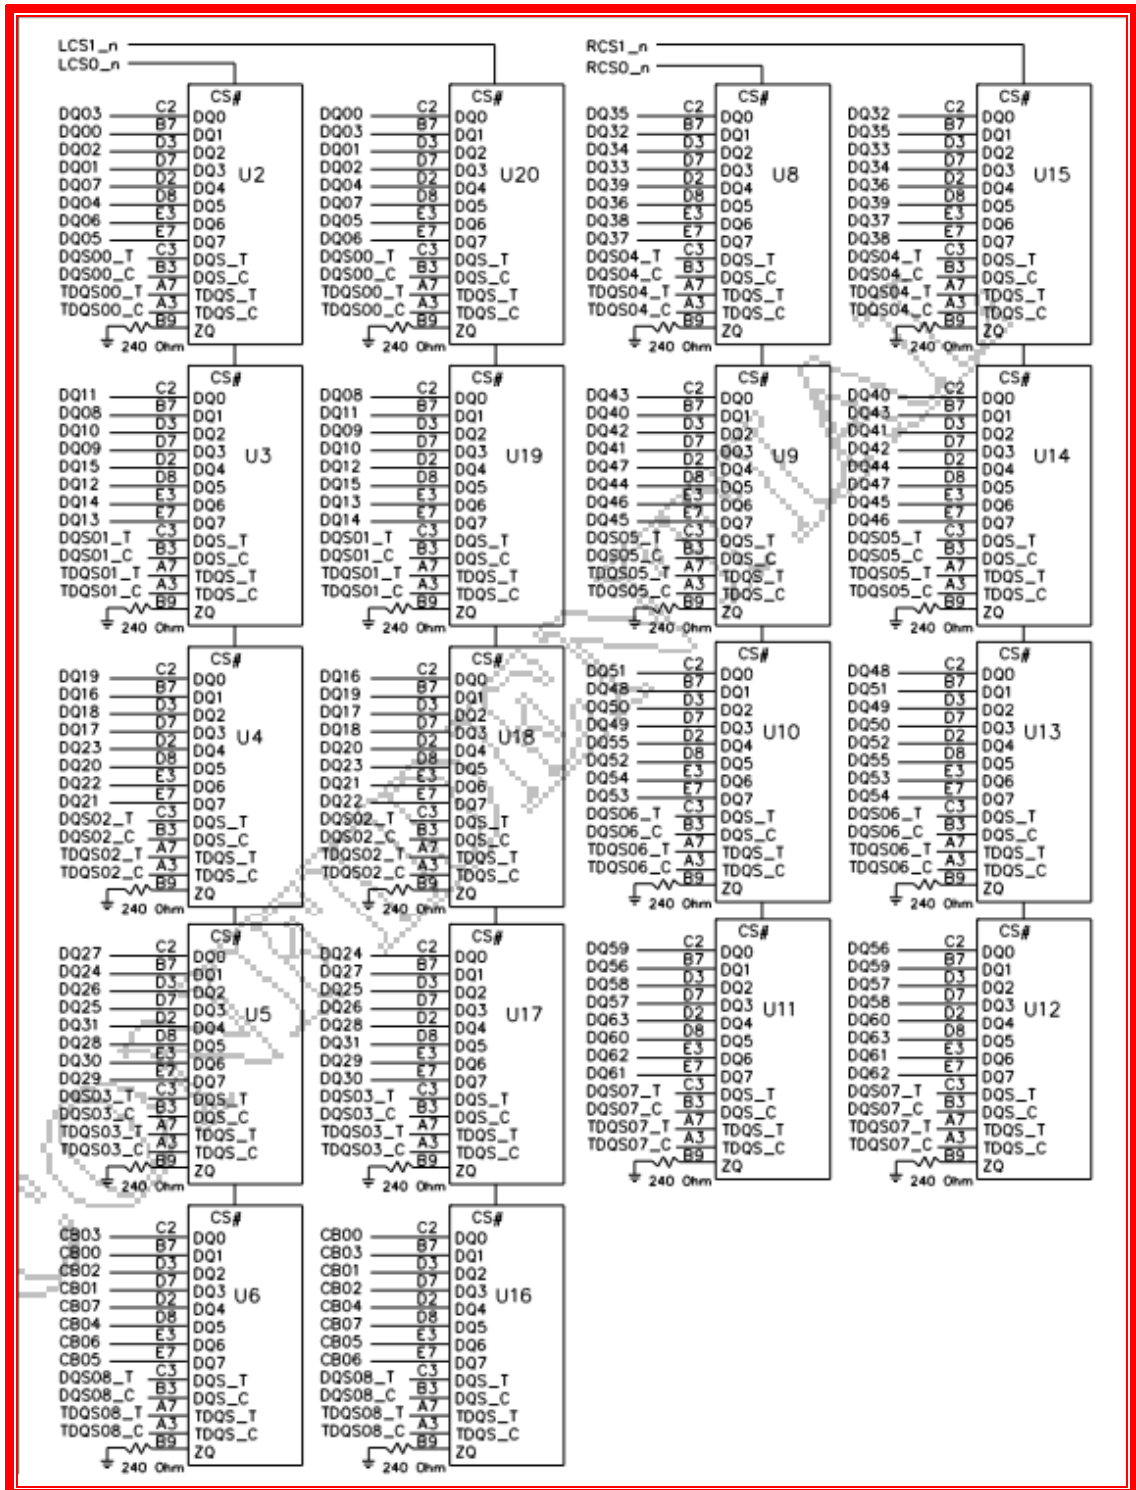 LCS1_n
LCS0_n
RCS1_n
RCS0_n
CS#
U2
DQ03 C2 DQ0
DQ00 B7 DQ1
DQ02 D3 DQ2
DQ01 D7 DQ3
DQ07 D2 DQ4
DQ04 D8 DQ5
DQ06 E3 DQ6
DQ05 E7 DQ7
DQS00_T C3 DQS_T
DQS00_C B3 DQS_C
TDQS00_T A7 TDQS_T
TDQS00_C A3 TDQS_C
B9 ZQ
240 Ohm
CS#
U20
DQ00 C2 DQ0
DQ03 B7 DQ1
DQ01 D3 DQ2
DQ02 D7 DQ3
DQ04 D2 DQ4
DQ07 D8 DQ5
DQ05 E3 DQ6
DQ06 E7 DQ7
DQS00_T C3 DQS_T
DQS00_C B3 DQS_C
TDQS00_T A7 TDQS_T
TDQS00_C A3 TDQS_C
B9 ZQ
240 Ohm
CS#
U8
DQ35 C2 DQ0
DQ32 B7 DQ1
DQ34 D3 DQ2
DQ33 D7 DQ3
DQ39 D2 DQ4
DQ36 D8 DQ5
DQ38 E3 DQ6
DQ37 E7 DQ7
DQS04_T C3 DQS_T
DQS04_C B3 DQS_C
TDQS04_T A7 TDQS_T
TDQS04_C A3 TDQS_C
B9 ZQ
240 Ohm
CS#
U15
DQ32 C2 DQ0
DQ35 B7 DQ1
DQ33 D3 DQ2
DQ34 D7 DQ3
DQ36 D2 DQ4
DQ39 D8 DQ5
DQ37 E3 DQ6
DQ38 E7 DQ7
DQS04_T C3 DQS_T
DQS04_C B3 DQS_C
TDQS04_T A7 TDQS_T
TDQS04_C A3 TDQS_C
B9 ZQ
240 Ohm
CS#
U3
DQ11 C2 DQ0
DQ08 B7 DQ1
DQ10 D3 DQ2
DQ09 D7 DQ3
DQ15 D2 DQ4
DQ12 D8 DQ5
DQ14 E3 DQ6
DQ13 E7 DQ7
DQS01_T C3 DQS_T
DQS01_C B3 DQS_C
TDQS01_T A7 TDQS_T
TDQS01_C A3 TDQS_C
B9 ZQ
240 Ohm
CS#
U19
DQ08 C2 DQ0
DQ11 B7 DQ1
DQ09 D3 DQ2
DQ10 D7 DQ3
DQ12 D2 DQ4
DQ15 D8 DQ5
DQ13 E3 DQ6
DQ14 E7 DQ7
DQS01_T C3 DQS_T
DQS01_C B3 DQS_C
TDQS01_T A7 TDQS_T
TDQS01_C A3 TDQS_C
B9 ZQ
240 Ohm
CS#
U9
DQ43 C2 DQ0
DQ40 B7 DQ1
DQ42 D3 DQ2
DQ41 D7 DQ3
DQ47 D2 DQ4
DQ44 D8 DQ5
DQ46 E3 DQ6
DQ45 E7 DQ7
DQS05_T C3 DQS_T
DQS05_C B3 DQS_C
TDQS05_T A7 TDQS_T
TDQS05_C A3 TDQS_C
B9 ZQ
240 Ohm
CS#
U14
DQ40 C2 DQ0
DQ43 B7 DQ1
DQ41 D3 DQ2
DQ42 D7 DQ3
DQ44 D2 DQ4
DQ47 D8 DQ5
DQ45 E3 DQ6
DQ46 E7 DQ7
DQS05_T C3 DQS_T
DQS05_C B3 DQS_C
TDQS05_T A7 TDQS_T
TDQS05_C A3 TDQS_C
B9 ZQ
240 Ohm
CS#
U4
DQ19 C2 DQ0
DQ16 B7 DQ1
DQ18 D3 DQ2
DQ17 D7 DQ3
DQ23 D2 DQ4
DQ20 D8 DQ5
DQ22 E3 DQ6
DQ21 E7 DQ7
DQS02_T C3 DQS_T
DQS02_C B3 DQS_C
TDQS02_T A7 TDQS_T
TDQS02_C A3 TDQS_C
B9 ZQ
240 Ohm
CS#
U18
DQ16 C2 DQ0
DQ19 B7 DQ1
DQ17 D3 DQ2
DQ18 D7 DQ3
DQ20 D2 DQ4
DQ23 D8 DQ5
DQ21 E3 DQ6
DQ22 E7 DQ7
DQS02_T C3 DQS_T
DQS02_C B3 DQS_C
TDQS02_T A7 TDQS_T
TDQS02_C A3 TDQS_C
B9 ZQ
240 Ohm
CS#
U10
DQ51 C2 DQ0
DQ48 B7 DQ1
DQ50 D3 DQ2
DQ49 D7 DQ3
DQ55 D2 DQ4
DQ52 D8 DQ5
DQ54 E3 DQ6
DQ53 E7 DQ7
DQS06_T C3 DQS_T
DQS06_C B3 DQS_C
TDQS06_T A7 TDQS_T
TDQS06_C A3 TDQS_C
B9 ZQ
240 Ohm
CS#
U13
DQ48 C2 DQ0
DQ51 B7 DQ1
DQ49 D3 DQ2
DQ50 D7 DQ3
DQ52 D2 DQ4
DQ55 D8 DQ5
DQ53 E3 DQ6
DQ54 E7 DQ7
DQS06_T C3 DQS_T
DQS06_C B3 DQS_C
TDQS06_T A7 TDQS_T
TDQS06_C A3 TDQS_C
B9 ZQ
240 Ohm
CS#
U5
DQ27 C2 DQ0
DQ24 B7 DQ1
DQ26 D3 DQ2
DQ25 D7 DQ3
DQ31 D2 DQ4
DQ28 D8 DQ5
DQ30 E3 DQ6
DQ29 E7 DQ7
DQS03_T C3 DQS_T
DQS03_C B3 DQS_C
TDQS03_T A7 TDQS_T
TDQS03_C A3 TDQS_C
B9 ZQ
240 Ohm
CS#
U17
DQ24 C2 DQ0
DQ27 B7 DQ1
DQ25 D3 DQ2
DQ26 D7 DQ3
DQ28 D2 DQ4
DQ31 D8 DQ5
DQ29 E3 DQ6
DQ30 E7 DQ7
DQS03_T C3 DQS_T
DQS03_C B3 DQS_C
TDQS03_T A7 TDQS_T
TDQS03_C A3 TDQS_C
B9 ZQ
240 Ohm
CS#
U11
DQ59 C2 DQ0
DQ56 B7 DQ1
DQ58 D3 DQ2
DQ57 D7 DQ3
DQ63 D2 DQ4
DQ60 D8 DQ5
DQ62 E3 DQ6
DQ61 E7 DQ7
DQS07_T C3 DQS_T
DQS07_C B3 DQS_C
TDQS07_T A7 TDQS_T
TDQS07_C A3 TDQS_C
B9 ZQ
240 Ohm
CS#
U12
DQ56 C2 DQ0
DQ59 B7 DQ1
DQ57 D3 DQ2
DQ58 D7 DQ3
DQ60 D2 DQ4
DQ63 D8 DQ5
DQ61 E3 DQ6
DQ62 E7 DQ7
DQS07_T C3 DQS_T
DQS07_C B3 DQS_C
TDQS07_T A7 TDQS_T
TDQS07_C A3 TDQS_C
B9 ZQ
240 Ohm
CS#
U6
CB03 C2 DQ0
CB00 B7 DQ1
CB02 D3 DQ2
CB01 D7 DQ3
CB07 D2 DQ4
CB04 D8 DQ5
CB06 E3 DQ6
CB05 E7 DQ7
DQS08_T C3 DQS_T
DQS08_C B3 DQS_C
TDQS08_T A7 TDQS_T
TDQS08_C A3 TDQS_C
B9 ZQ
240 Ohm
CS#
U16
CB00 C2 DQ0
CB03 B7 DQ1
CB01 D3 DQ2
CB02 D7 DQ3
CB04 D2 DQ4
CB07 D8 DQ5
CB05 E3 DQ6
CB06 E7 DQ7
DQS08_T C3 DQS_T
DQS08_C B3 DQS_C
TDQS08_T A7 TDQS_T
TDQS08_C A3 TDQS_C
B9 ZQ
240 Ohm